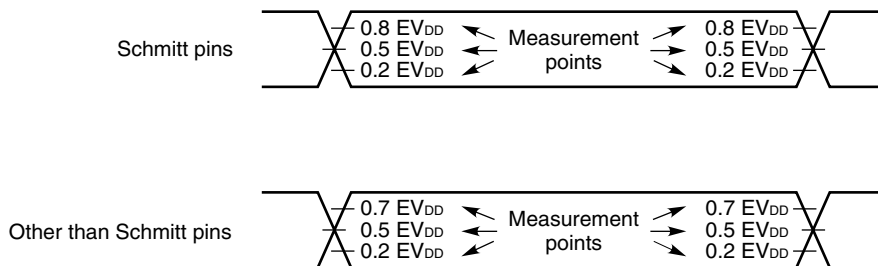 0.8 EVDD Measurement 0.8 EVDD
Schmitt pins 0.5 EVDD points 0.5 EVDD
0.2 EVDD 0.2 EVDD
0.7 EVDD Measurement 0.7 EVDD
Other than Schmitt pins 0.5 EVDD points 0.5 EVDD
0.2 EVDD 0.2 EVDD